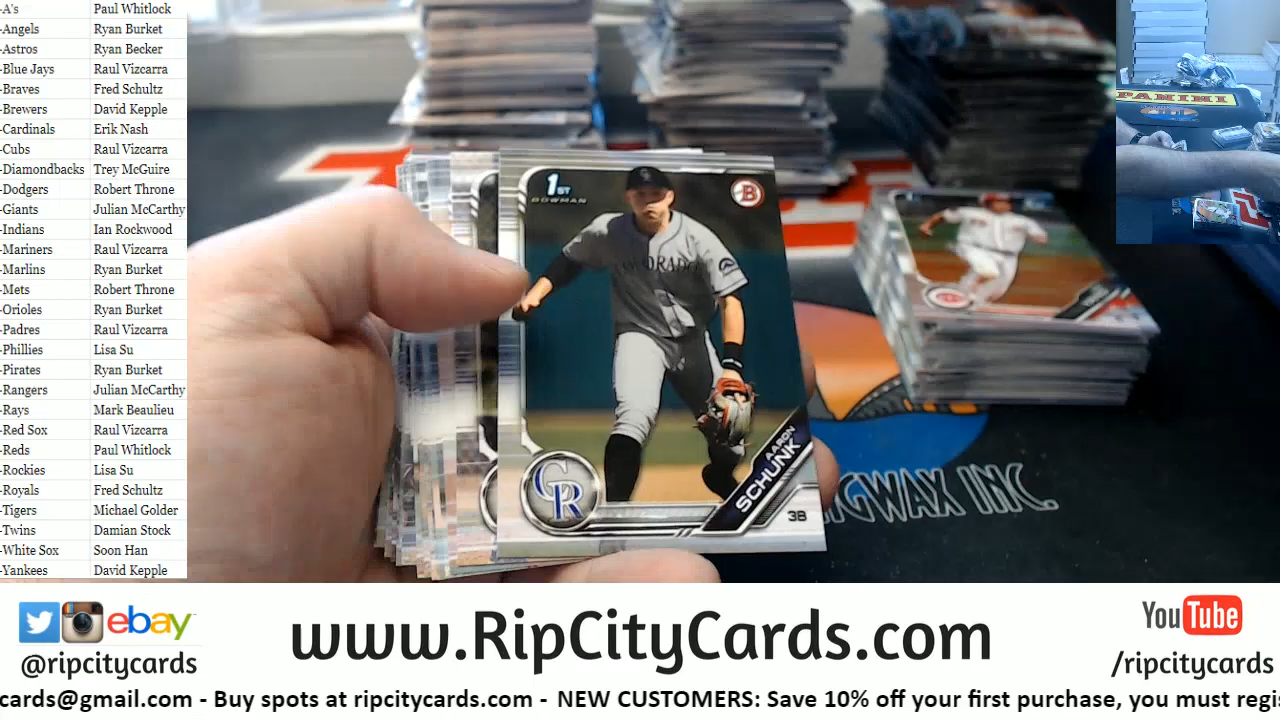 -A's Paul Whitlock
-Angels Ryan Burket
-Astros Ryan Becker
-Blue Jays Raul Vizcarra
-Braves Fred Schultz
-Brewers David Kepple
-Cardinals Erik Nash
-Cubs Raul Vizcarra
-Diamondbacks Trey McGuire
-Dodgers Robert Throne
-Giants Julian McCarthy
-Indians Ian Rockwood
-Mariners Raul Vizcarra
-Marlins Ryan Burket
-Mets Robert Throne
-Orioles Ryan Burket
-Padres Raul Vizcarra
-Phillies Lisa Su
-Pirates Ryan Burket
-Rangers Julian McCarthy
-Rays Mark Beaulieu
-Red Sox Raul Vizcarra
-Reds Paul Whitlock
-Rockies Lisa Su
-Royals Fred Schultz
-Tigers Michael Golder
-Twins Damian Stock
-White Sox Soon Han
-Yankees David Kepple
PANINI
1ST
BOWMAN
B
COLORADO
CR
AARON
SCHUNK
3B
GWAX INC.
ebay
@ripcitycards
www.RipCityCards.com
YouTube
/ripcitycards
cards@gmail.com - Buy spots at ripcitycards.com - NEW CUSTOMERS: Save 10% off your first purchase, you must regi